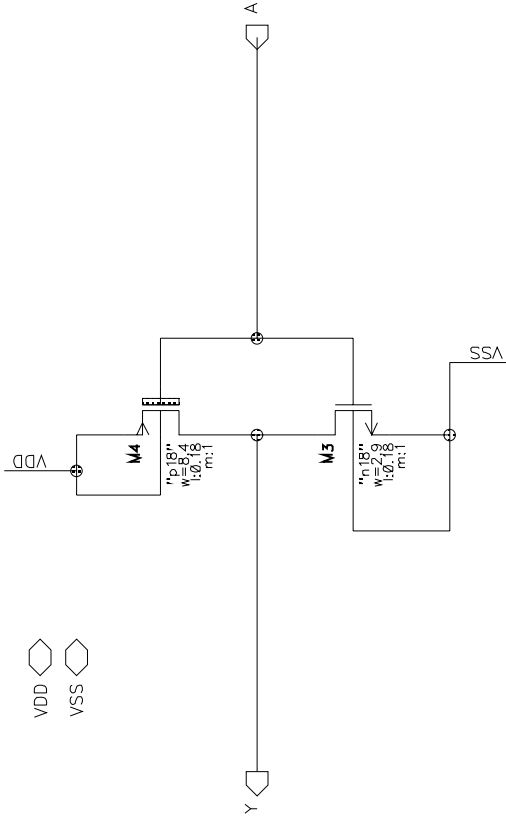 A
VDD
VSS
M4
"p18"
w=8.4
l:0.18
m:1
M3
"n18"
w=2.9
l:0.18
m:1
VDD
VSS
Y